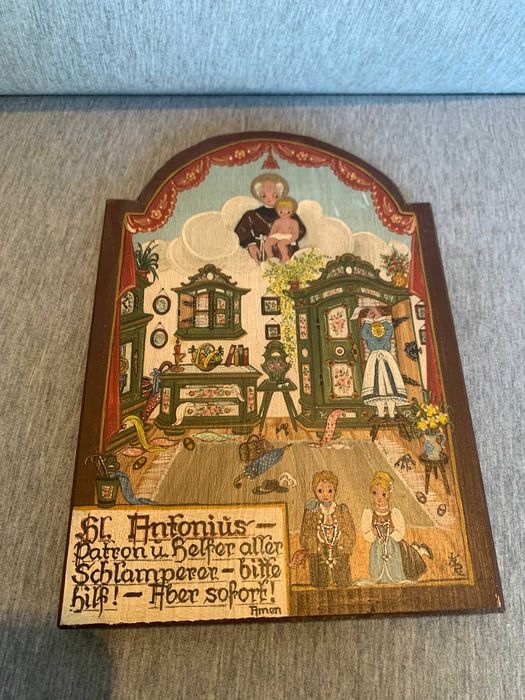 Hl. Antonius–
Patron u. Helfer aller
Schlamperer – bitte
hilf! – Aber sofort!
Amen